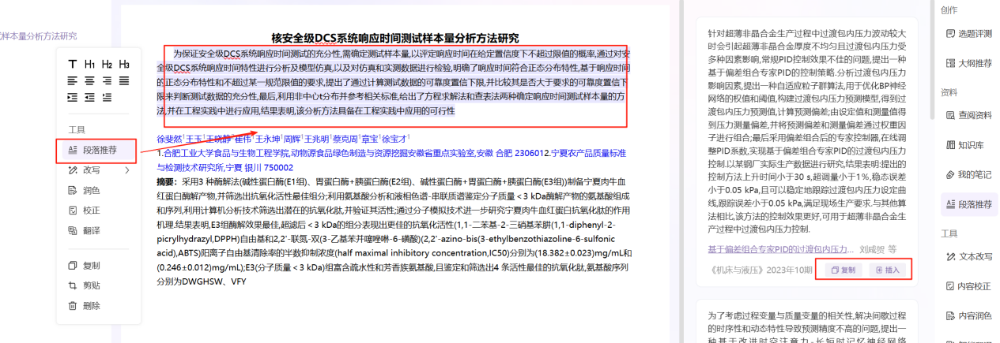 式样本量分析方法研究
T H1 H2 H3
工具
段落推荐
改写
润色
校正
翻译
复制
剪贴
删除
核安全级DCS系统响应时间测试样本量分析方法研究
为保证安全级DCS系统响应时间测试的充分性,需确定测试样本量,以评定响应时间在给定置信度下不超过限值的概率,通过对安
全级DCS系统响应时间特性进行分析及模型仿真,以及对仿真和实测数据进行检验,明确了响应时间符合正态分布特性,基于响应时间
的正态分布特性和不超过某一规范限值的要求,提出了通过计算测试数据的可靠度置信下限,并比较其是否大于要求的可靠度置信下
限来判断测试数据的充分性,最后,利用非中心t分布并参考相关标准,给出了方程求解法和查表法两种确定响应时间测试样本量的方
法,并在工程实践中进行应用,结果表明,该分析方法具备在工程实践中应用的可行性
徐斐然1王玉1王晓静2崔伟1王永坤1周辉1王兆明1蔡克周1章宝1徐宝才1
1.合肥工业大学食品与生物工程学院,动物源食品绿色制造与资源挖掘安徽省重点实验室,安徽 合肥 2306012.宁夏农产品质量标准
与检测技术研究所,宁夏 银川 750002
摘要：采用3 种酶解法(碱性蛋白酶(E1组)、胃蛋白酶+胰蛋白酶(E2组)、碱性蛋白酶+胃蛋白酶+胰蛋白酶(E3组))制备宁夏肉牛血
红蛋白酶解产物,并筛选出抗氧化活性最佳组分;利用氨基酸分析和液相色谱-串联质谱鉴定分子质量＜3 kDa酶解产物的氨基酸组成
和序列,利用计算机分析技术筛选出潜在的抗氧化肽,并验证其活性;通过分子模拟技术进一步研究宁夏肉牛血红蛋白抗氧化肽的作用
机理.结果表明,E3组酶解效果最佳,超滤后＜3 kDa的组分表现出更佳的抗氧化活性(1,1-二苯基-2-三硝基苯肼(1,1-diphenyl-2-
picrylhydrazyl,DPPH)自由基和2,2'-联氮-双(3-乙基苯并噻唑啉-6-磺酸)(2,2'-azino-bis(3-ethylbenzothiazoline-6-sulfonic
acid),ABTS)阳离子自由基清除率的半数抑制浓度(half maximal inhibitory concentration,IC50)分别为(18.382±0.023)mg/mL和
(0.246±0.012)mg/mL);E3(分子质量＜3 kDa)组富含疏水性和芳香族氨基酸,且鉴定和筛选出4 条活性最佳的抗氧化肽,氨基酸序列
分别为DWGHSW、VFY
针对超薄非晶合金生产过程中过渡包内压力波动较大
时会引起超薄非晶合金厚度不均匀且过渡包内压力受
多种因素影响,常规PID控制效果不佳的问题,提出一种
基于偏差组合专家PID的控制策略.分析过渡包内压力
影响因素,提出一种自适应粒子群算法,用于优化BP神经
网络的权值和阈值,构建过渡包内压力预测模型,得到过
渡包内压力预测值,计算预测偏差;由设定值和测量值得
到压力测量偏差,并将预测偏差和测量偏差通过权重因
子进行组合;最后采用偏差组合后的专家控制器,在线调
整PID系数,实现基于偏差组合专家PID的过渡包内压力
控制.以某钢厂实际生产数据进行研究,结果表明:提出的
控制方法上升时间小于30 s,超调量小于1%,稳态误差
小于0.05 kPa,且可以稳定地跟踪过渡包内压力设定曲
线,跟踪误差小于0.05 kPa,满足现场生产要求.与其他算
法相比,该方法的控制效果更好,可用于超薄非晶合金生
产过程中过渡包内压力控制.
基于偏差组合专家PID的过渡包内压力... 刘咸贺 等
《机床与液压》2023年10期 复制 插入
为了考虑过程变量与质量变量的相关性,解决间歇过程
的时序性和动态特性导致预测精度不高的问题,提出一
种基于改进时空注意力-长短时记忆神经网络
创作
选题评测
大纲推荐
资料
查阅资料
知识库
我的笔记
段落推荐
工具
文本改写
内容校正
内容润色